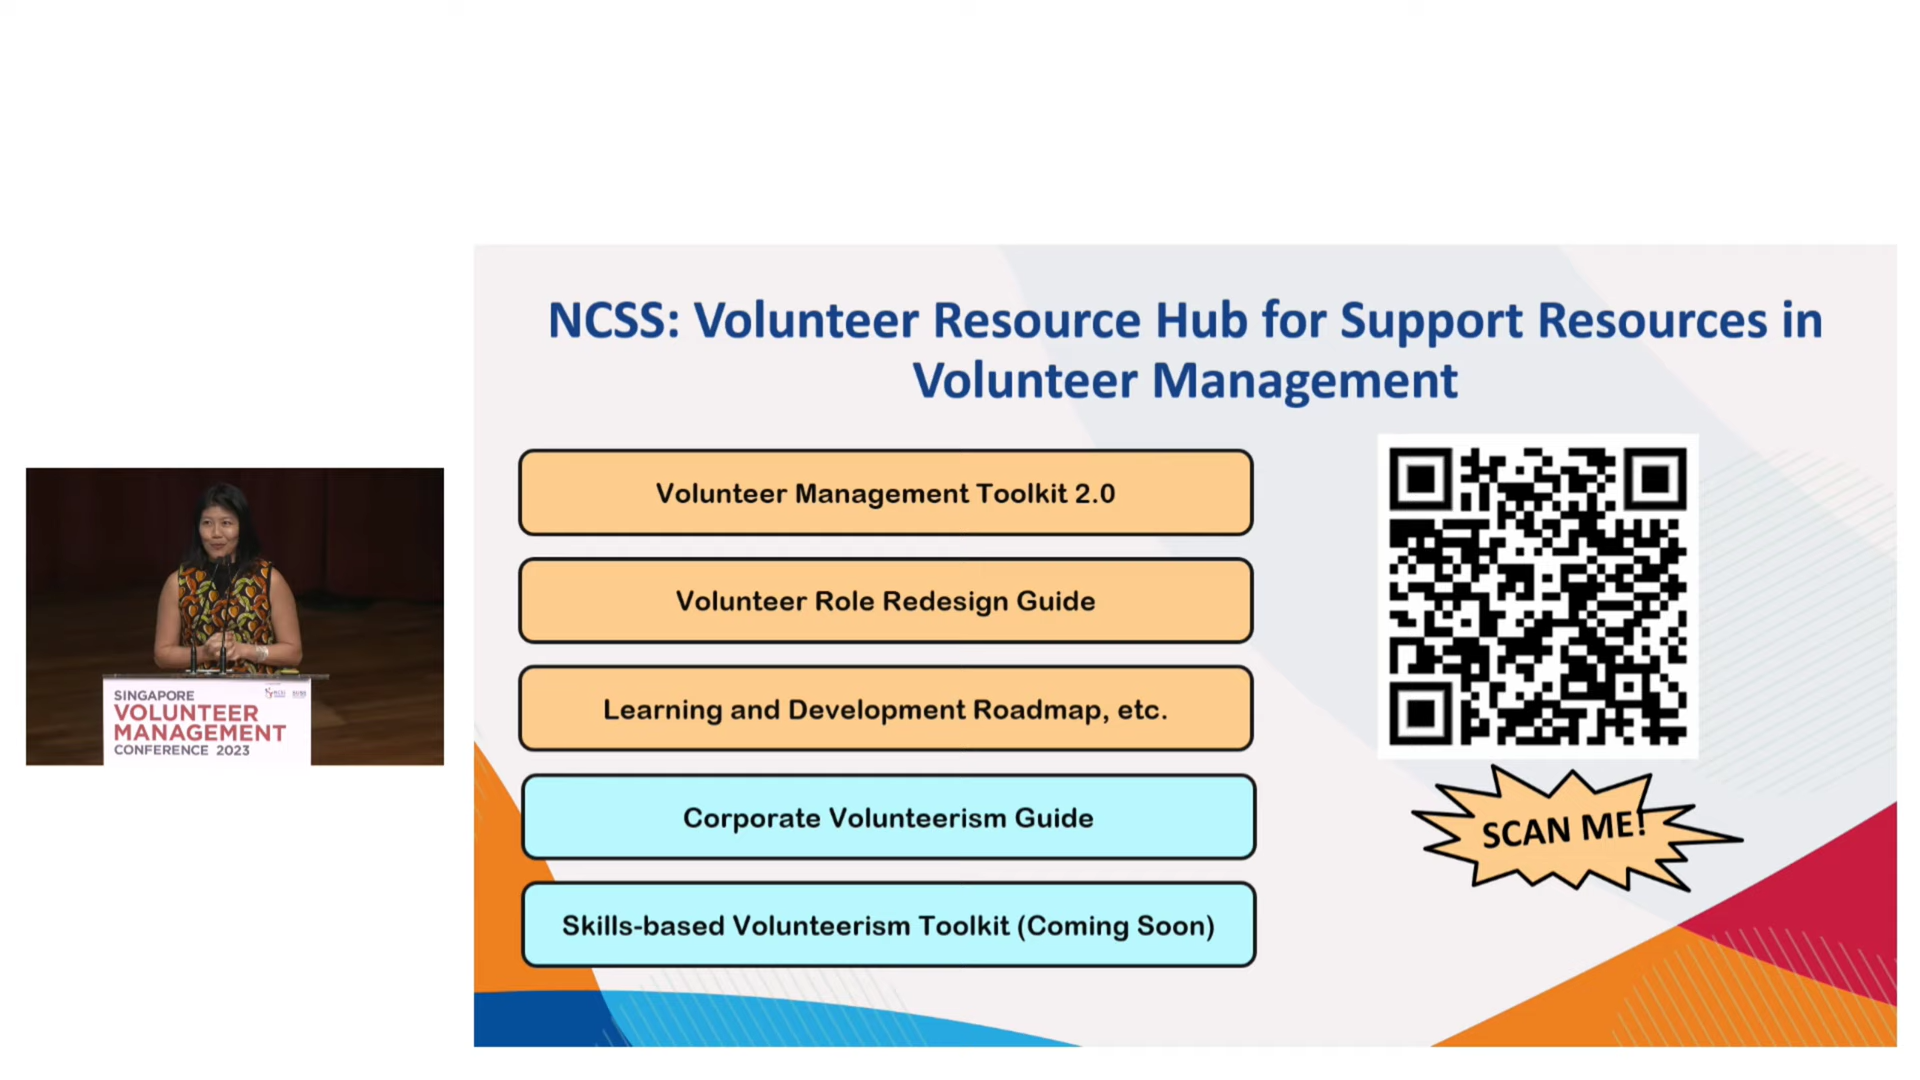 NCSS: Volunteer Resource Hub for Support Resources in
Volunteer Management
Volunteer Management Toolkit 2.0
Volunteer Role Redesign Guide
Learning and Development Roadmap, etc.
Corporate Volunteerism Guide
Skills-based Volunteerism Toolkit (Coming Soon)
SCAN ME!
SINGAPORE
VOLUNTEER
MANAGEMENT
CONFERENCE 2023